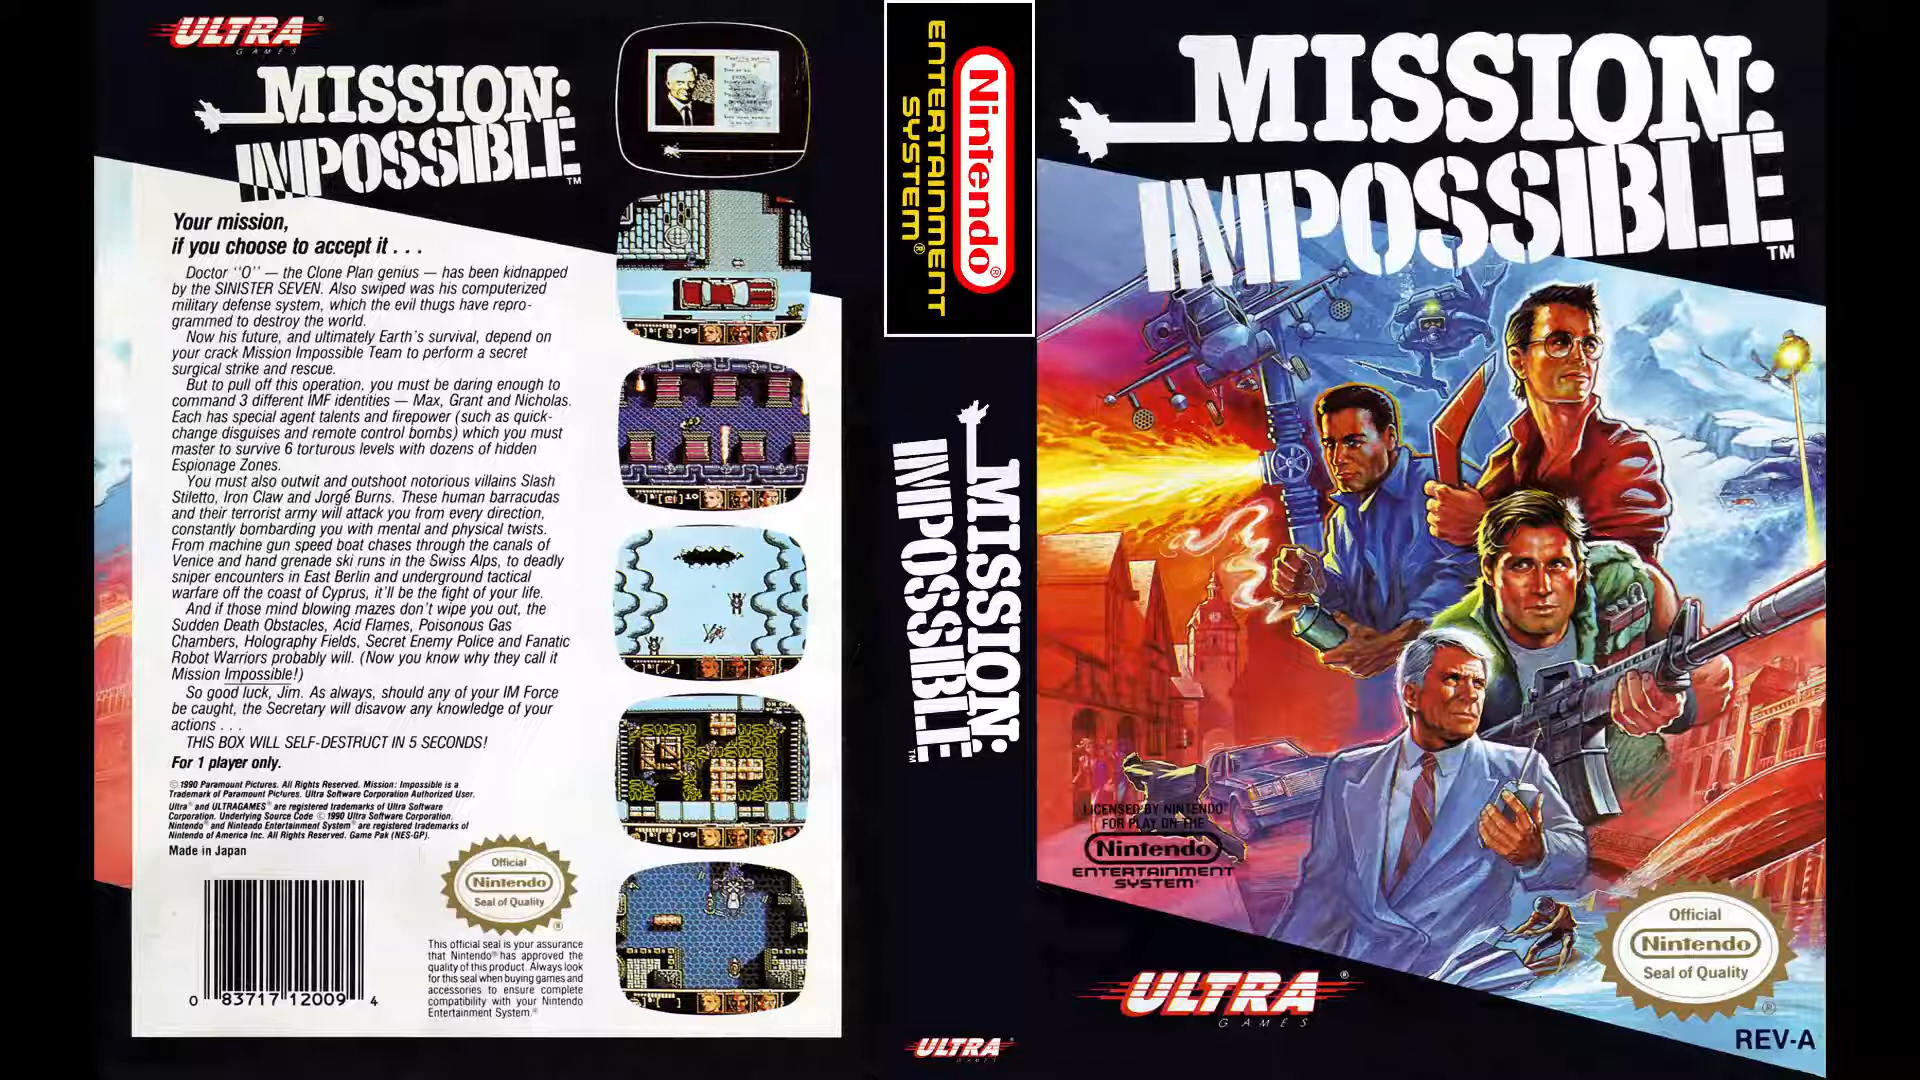 ULTRA®
GAMES
MISSION:
IMPOSSIBLE
™
Your mission,
if you choose to accept it . . .
Doctor "O" — the Clone Plan genius — has been kidnapped
by the SINISTER SEVEN. Also swiped was his computerized
military defense system, which the evil thugs have repro-
grammed to destroy the world.
Now his future, and ultimately Earth's survival, depend on
your crack Mission Impossible Team to perform a secret
surgical strike and rescue.
But to pull off this operation, you must be daring enough to
command 3 different IMF identities — Max, Grant and Nicholas.
Each has special agent talents and firepower (such as quick-
change disguises and remote control bombs) which you must
master to survive 6 torturous levels with dozens of hidden
Espionage Zones.
You must also outwit and outshoot notorious villains Slash
Stiletto, Iron Claw and Jorgé Burns. These human barracudas
and their terrorist army will attack you from every direction,
constantly bombarding you with mental and physical twists.
From machine gun speed boat chases through the canals of
Venice and hand grenade ski runs in the Swiss Alps, to deadly
sniper encounters in East Berlin and underground tactical
warfare off the coast of Cyprus, it'll be the fight of your life.
And if those mind blowing mazes don't wipe you out, the
Sudden Death Obstacles, Acid Flames, Poisonous Gas
Chambers, Holography Fields, Secret Enemy Police and Fanatic
Robot Warriors probably will. (Now you know why they call it
Mission Impossible!)
So good luck, Jim. As always, should any of your IM Force
be caught, the Secretary will disavow any knowledge of your
actions . . .
THIS BOX WILL SELF-DESTRUCT IN 5 SECONDS!
For 1 player only.
© 1990 Paramount Pictures. All Rights Reserved. Mission: Impossible is a
Trademark of Paramount Pictures. Ultra Software Corporation Authorized User.
Ultra® and ULTRAGAMES® are registered trademarks of Ultra Software
Corporation. Underlying Source Code © 1990 Ultra Software Corporation.
Nintendo® and Nintendo Entertainment System® are registered trademarks of
Nintendo of America Inc. All Rights Reserved. Game Pak (NES-GP).
Made in Japan
0 83717 12009 4
Official
Nintendo
Seal of Quality
®
This official seal is your assurance
that Nintendo® has approved the
quality of this product. Always look
for this seal when buying games and
accessories to ensure complete
compatibility with your Nintendo
Entertainment System.®
Nintendo®
ENTERTAINMENT
SYSTEM®
MISSION:
IMPOSSIBLE
™
ULTRA®
GAMES
MISSION:
IMPOSSIBLE
™
LICENSED BY NINTENDO®
FOR PLAY ON THE
Nintendo
ENTERTAINMENT
SYSTEM®
ULTRA®
GAMES
Official
Nintendo
Seal of Quality
®
REV-A